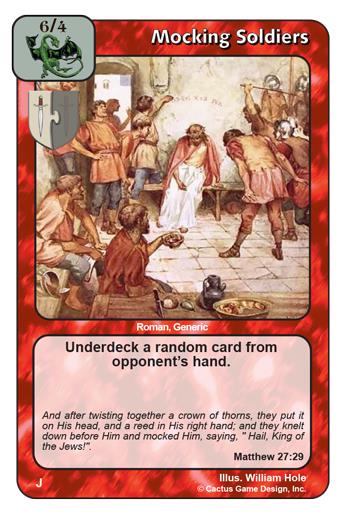 6/4
Mocking Soldiers
Roman, Generic
Underdeck a random card from
opponent's hand.
And after twisting together a crown of thorns, they put it
on His head, and a reed in His right hand; and they knelt
down before Him and mocked Him, saying, " Hail, King of
the Jews!".
Matthew 27:29
Illus. William Hole
J
© Cactus Game Design, Inc.